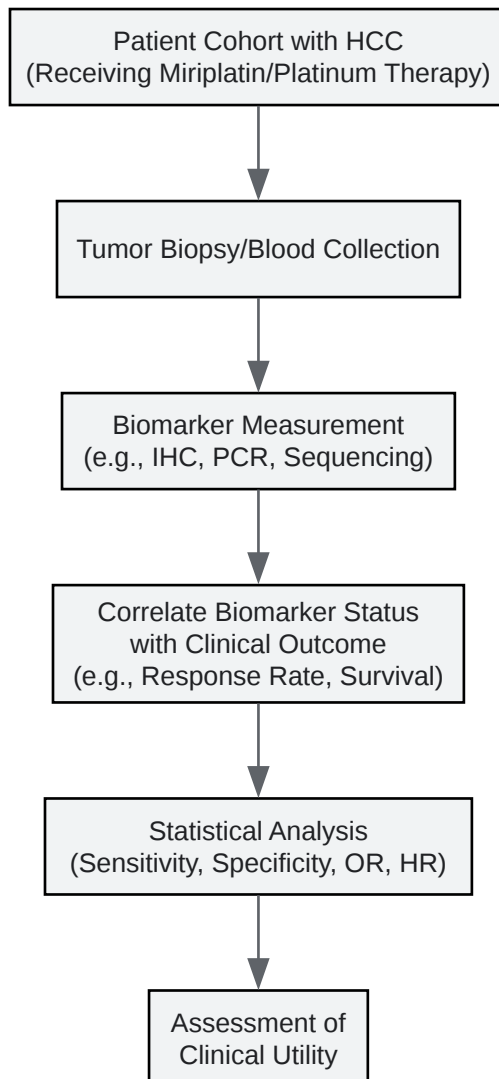 Patient Cohort with HCC
(Receiving Miriplatin/Platinum Therapy)
Tumor Biopsy/Blood Collection
Biomarker Measurement
(e.g., IHC, PCR, Sequencing)
Correlate Biomarker Status
with Clinical Outcome
(e.g., Response Rate, Survival)
Statistical Analysis
(Sensitivity, Specificity, OR, HR)
Assessment of
Clinical Utility